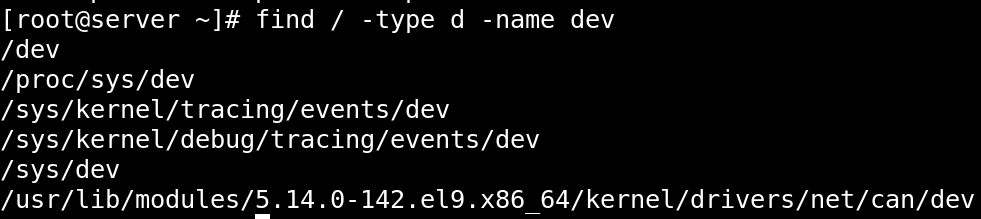 [root@server ~]# find / -type d -name dev
/dev
/proc/sys/dev
/sys/kernel/tracing/events/dev
/sys/kernel/debug/tracing/events/dev
/sys/dev
/usr/lib/modules/5.14.0-142.el9.x86_64/kernel/drivers/net/can/dev